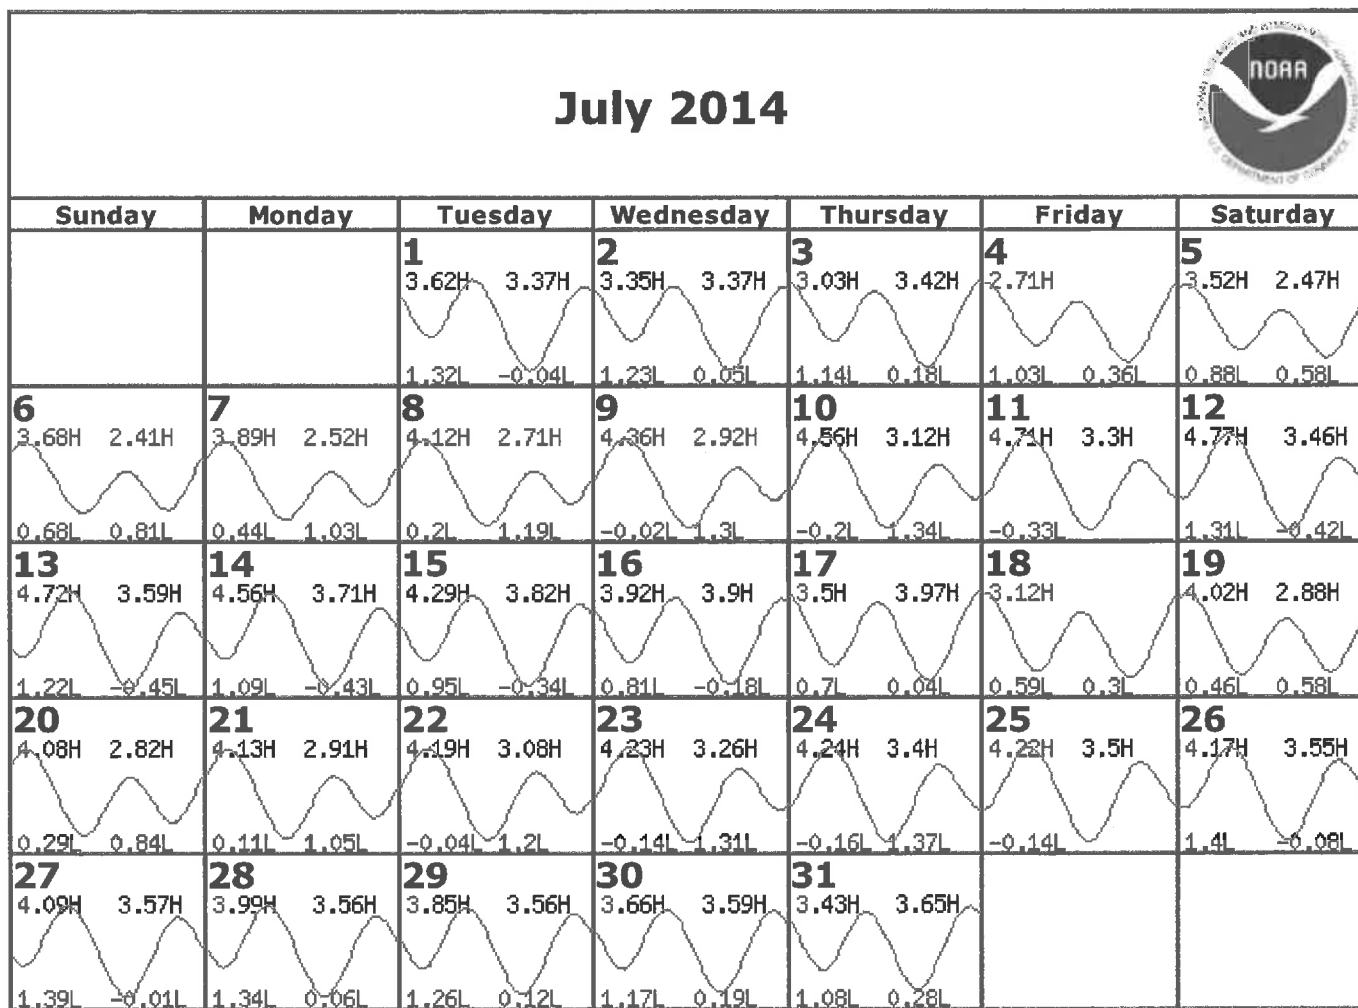 July 2014
NOAA
U.S. DEPARTMENT OF COMMERCE
Sunday Monday Tuesday Wednesday Thursday Friday Saturday
1 2 3 4 5
3.62H 3.37H 3.35H 3.37H 3.03H 3.42H 2.71H 3.52H 2.47H
1.32L -0.04L 1.23L 0.05L 1.14L 0.18L 1.03L 0.36L 0.88L 0.58L
6 7 8 9 10 11 12
3.68H 2.41H 3.89H 2.52H 4.12H 2.71H 4.36H 2.92H 4.56H 3.12H 4.71H 3.3H 4.77H 3.46H
0.68L 0.81L 0.44L 1.03L 0.2L 1.19L -0.02L 1.3L -0.2L 1.34L -0.33L 1.31L -0.42L
13 14 15 16 17 18 19
4.72H 3.59H 4.56H 3.71H 4.29H 3.82H 3.92H 3.9H 3.5H 3.97H 3.12H 4.02H 2.88H
1.22L -0.45L 1.09L -0.43L 0.95L -0.34L 0.81L -0.18L 0.7L 0.04L 0.59L 0.3L 0.46L 0.58L
20 21 22 23 24 25 26
4.08H 2.82H 4.13H 2.91H 4.19H 3.08H 4.23H 3.26H 4.24H 3.4H 4.22H 3.5H 4.17H 3.55H
0.29L 0.84L 0.11L 1.05L -0.04L 1.2L -0.14L 1.31L -0.16L 1.37L -0.14L 1.4L -0.08L
27 28 29 30 31
4.09H 3.57H 3.99H 3.56H 3.85H 3.56H 3.66H 3.59H 3.43H 3.65H
1.39L -0.01L 1.34L 0.06L 1.26L 0.12L 1.17L 0.19L 1.08L 0.28L